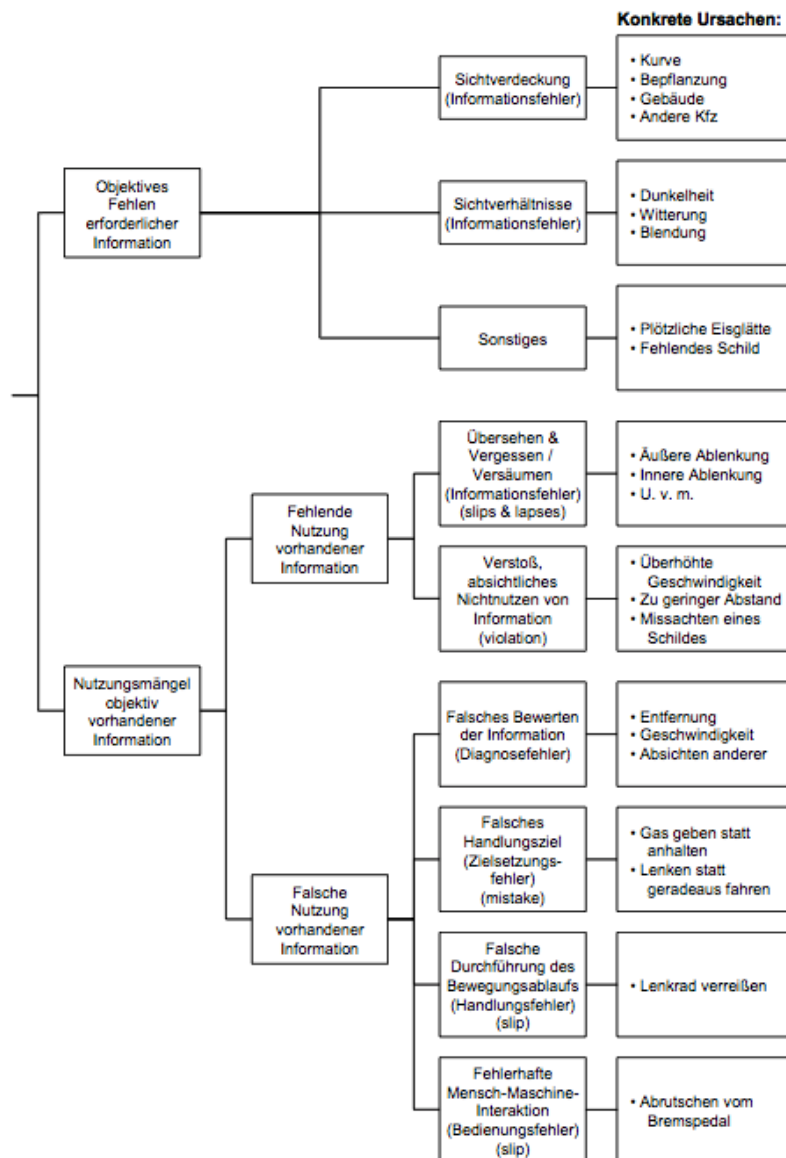 Konkrete Ursachen:
Sichtverdeckung
(Informationsfehler)
• Kurve
• Bepflanzung
• Gebäude
• Andere Kfz
Objektives
Fehlen
erforderlicher
Information
Sichtverhältnisse
(Informationsfehler)
• Dunkelheit
• Witterung
• Blendung
Sonstiges
• Plötzliche Eisglätte
• Fehlendes Schild
Übersehen &
Vergessen /
Versäumen
(Informationsfehler)
(slips & lapses)
• Äußere Ablenkung
• Innere Ablenkung
• U. v. m.
Fehlende
Nutzung
vorhandener
Information
Verstoß,
absichtliches
Nichtnutzen von
Information
(violation)
• Überhöhte
Geschwindigkeit
• Zu geringer Abstand
• Missachten eines
Schildes
Nutzungsmängel
objektiv
vorhandener
Information
Falsches Bewerten
der Information
(Diagnosefehler)
• Entfernung
• Geschwindigkeit
• Absichten anderer
Falsches
Handlungsziel
(Zielsetzungs-
fehler)
(mistake)
• Gas geben statt
anhalten
• Lenken statt
geradeaus fahren
Falsche
Nutzung
vorhandener
Information
Falsche
Durchführung des
Bewegungsablaufs
(Handlungsfehler)
(slip)
• Lenkrad verreißen
Fehlerhafte
Mensch-Maschine-
Interaktion
(Bedienungsfehler)
(slip)
• Abrutschen vom
Bremspedal